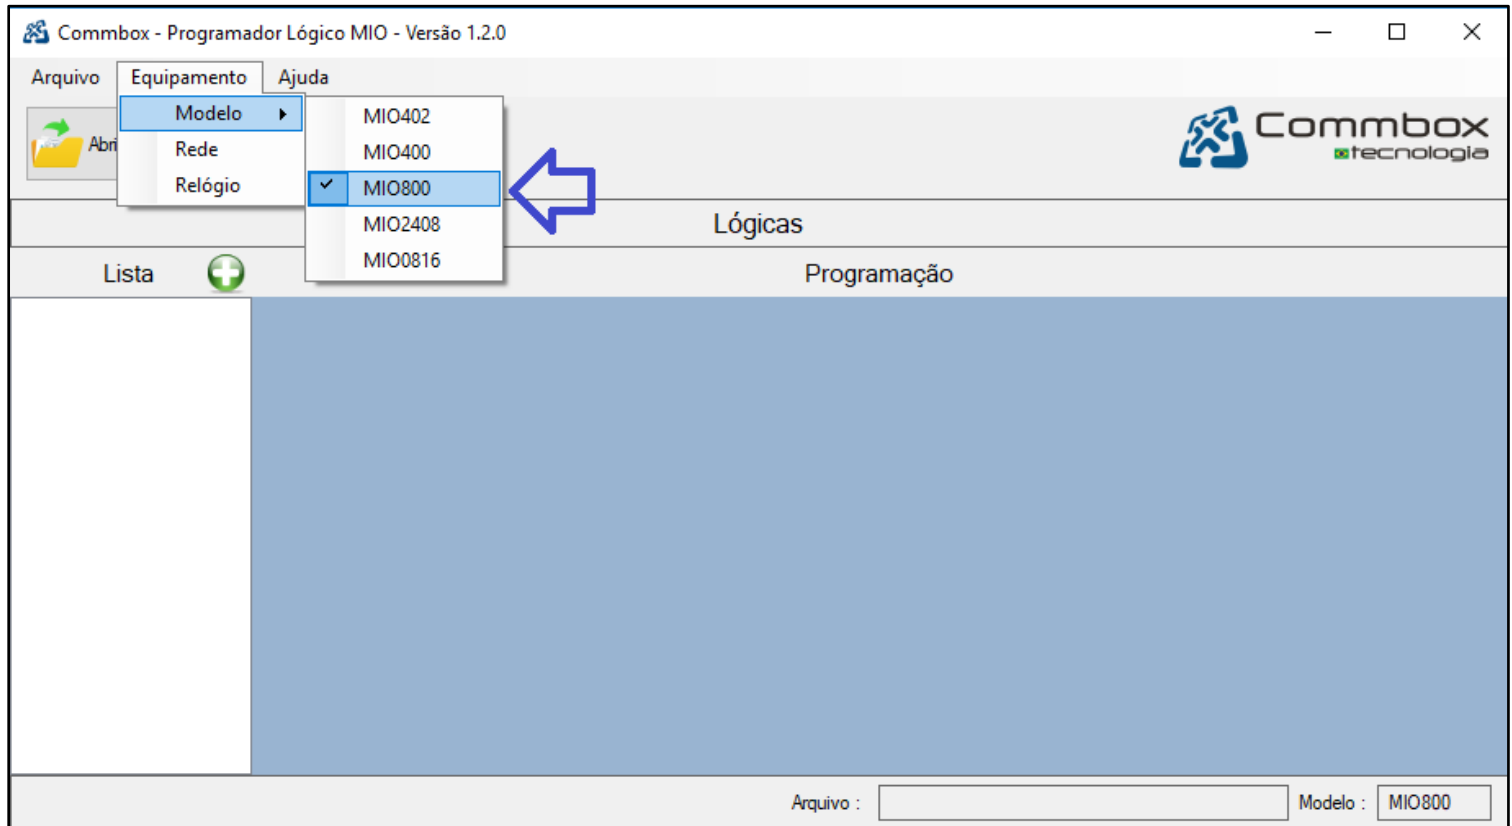 Commbox - Programador Lógico MIO - Versão 1.2.0
Arquivo Equipamento Ajuda
Modelo
Rede
Relógio
MIO402
MIO400
MIO800
MIO2408
MIO0816
Abri
Commbox
tecnologia
Lógicas
Lista
Programação
Arquivo :
Modelo : MIO800